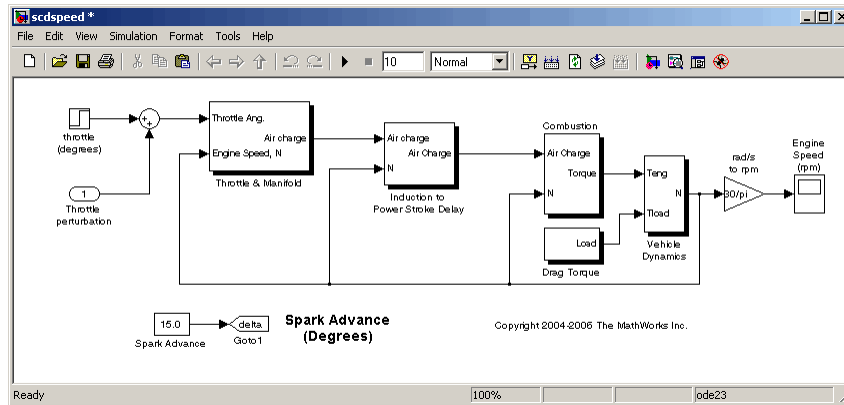 scdspeed *
File Edit View Simulation Format Tools Help
10 Normal
throttle
(degrees)
++
Throttle Ang.
Air charge
Engine Speed, N
Throttle & Manifold
1
Throttle
perturbation
Air charge
Air Charge
N
Induction to
Power Stroke Delay
Combustion
Air Charge
Torque
N
Load
Drag Torque
Teng
N
Tload
Vehicle
Dynamics
rad/s
to rpm
30/pi
Engine
Speed
(rpm)
15.0
Spark Advance
delta
Goto1
Spark Advance
(Degrees)
Copyright 2004-2006 The MathWorks Inc.
Ready 100% ode23